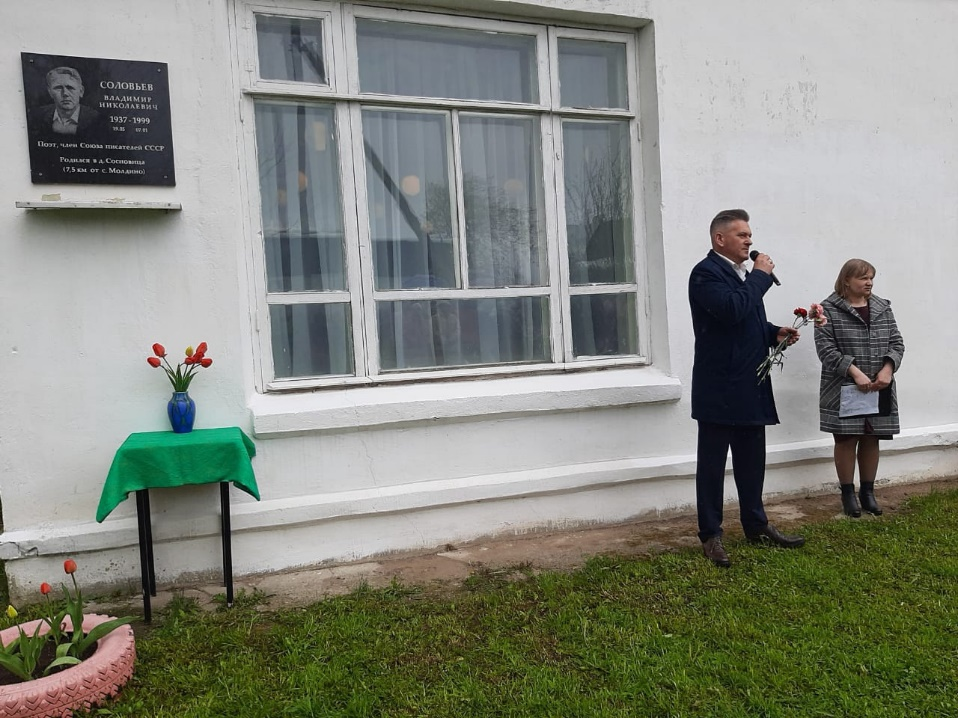 СОЛОВЬЕВ
ВЛАДИМИР
НИКОЛАЕВИЧ
1937-1999
Поэт, член Союза писателей СССР
Родился в д. Сосновица
(7,5 км от с. Молдино)